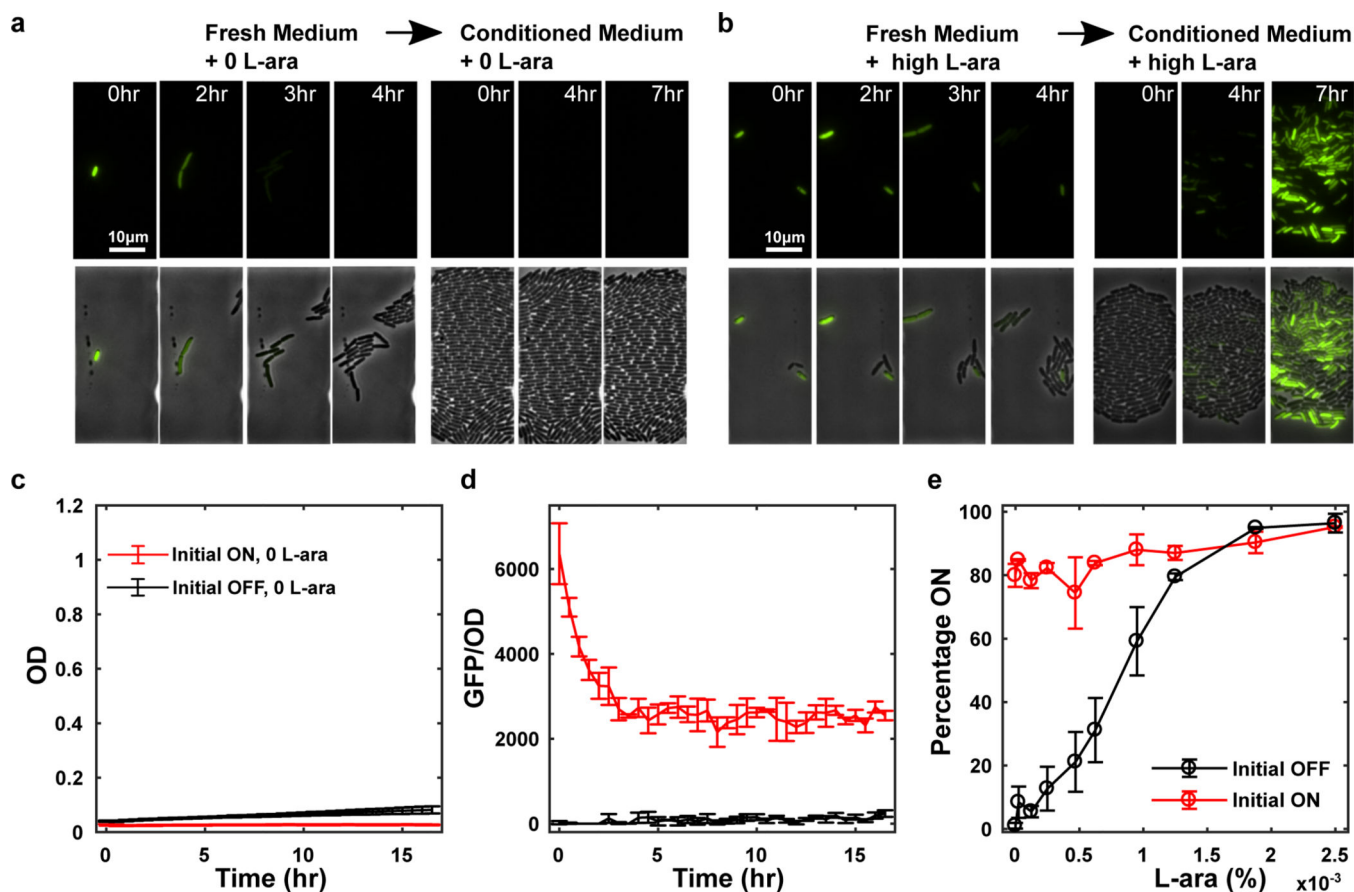 a
Fresh Medium → Conditioned Medium
+ 0 L-ara + 0 L-ara
0hr 2hr 3hr 4hr 0hr 4hr 7hr
10μm
b
Fresh Medium → Conditioned Medium
+ high L-ara + high L-ara
0hr 2hr 3hr 4hr 0hr 4hr 7hr
10μm
c
OD
1.2
1
0.8
0.6
0.4
0.2
0
Initial ON, 0 L-ara
Initial OFF, 0 L-ara
0 5 10 15
Time (hr)
d
GFP/OD
6000
4000
2000
0
0 5 10 15
Time (hr)
e
Percentage ON
100
80
60
40
20
0
Initial OFF
Initial ON
0 0.5 1 1.5 2 2.5
L-ara (%) ×10⁻³